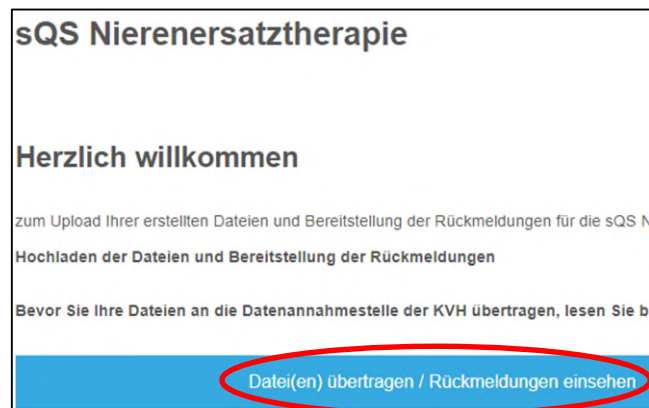 sQS Nierenersatztherapie
Herzlich willkommen
zum Upload Ihrer erstellten Dateien und Bereitstellung der Rückmeldungen für die sQS
Hochladen der Dateien und Bereitstellung der Rückmeldungen
Bevor Sie Ihre Dateien an die Datenannahmestelle der KVH übertragen, lesen Sie
Datei(en) übertragen / Rückmeldungen einsehen